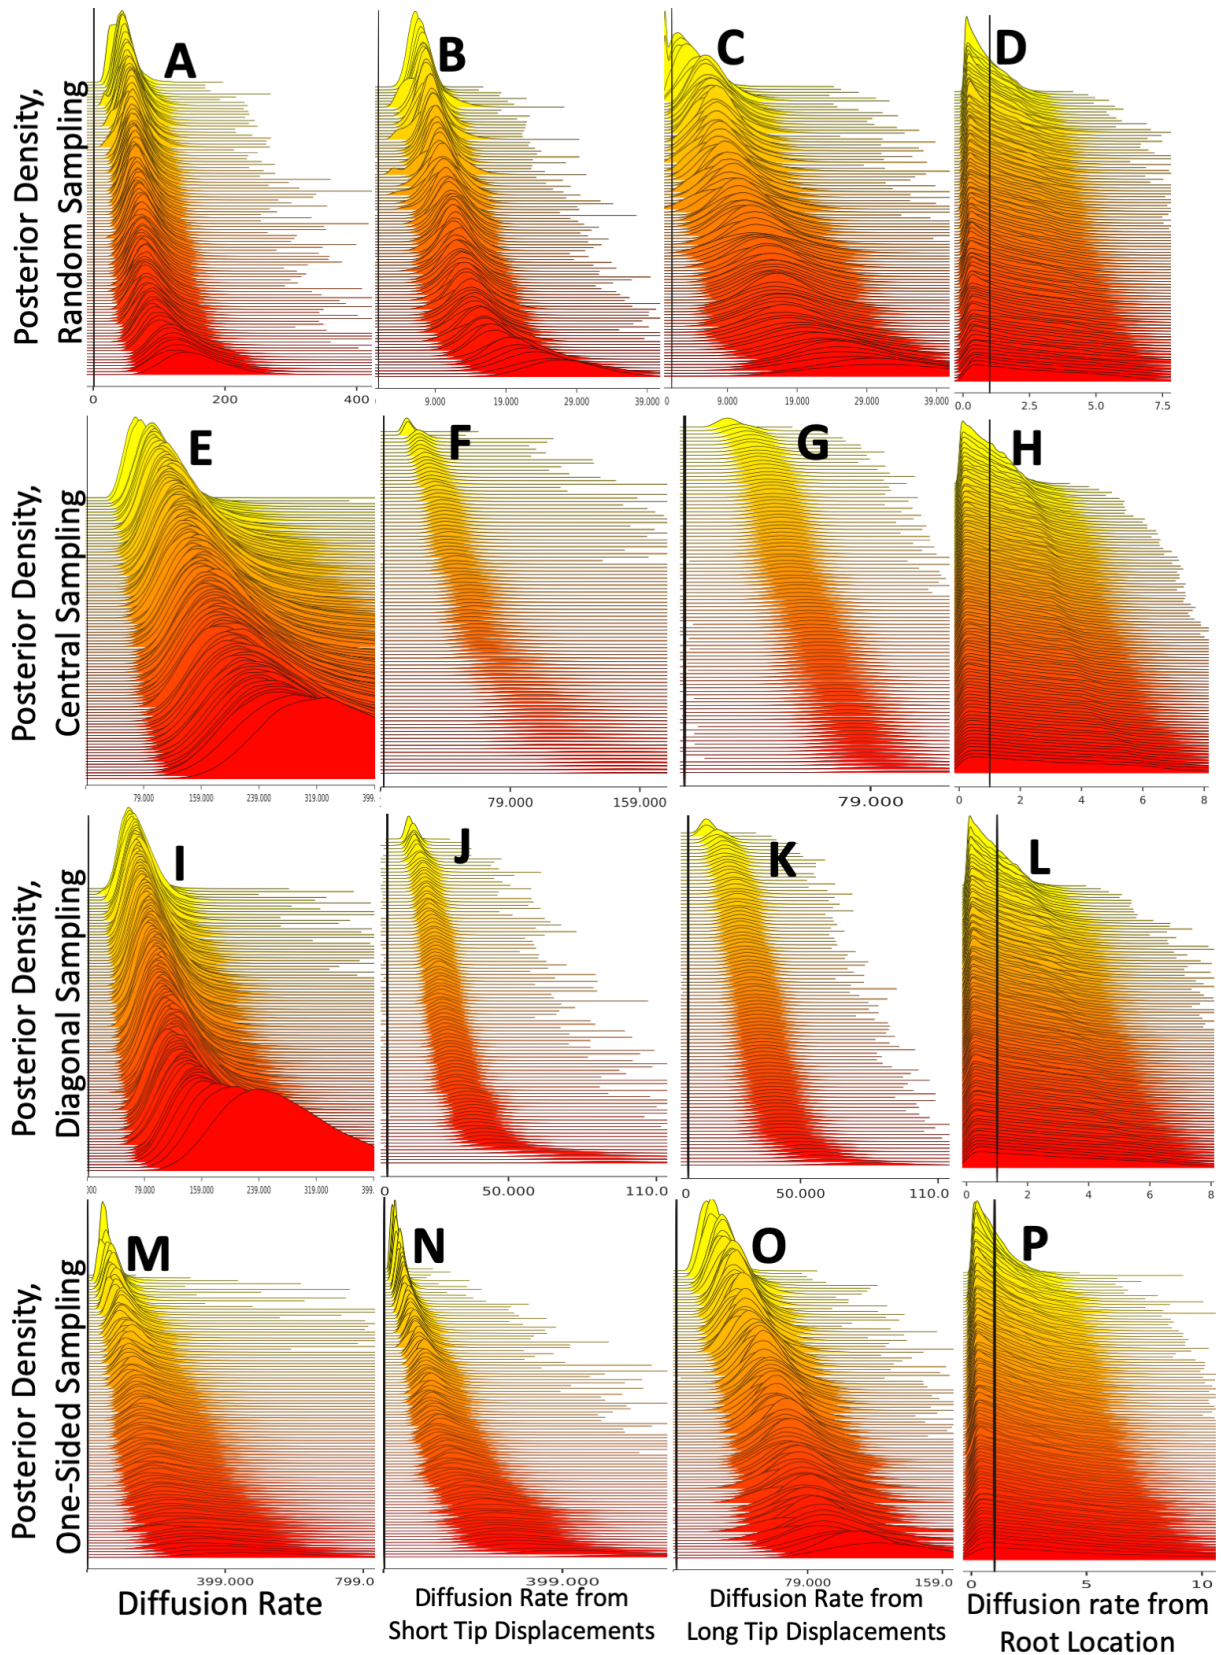 Posterior Density,
Random Sampling
A
B
C
D
0 200 400
9.000 19.000 29.000 39.000
9.000 19.000 29.000 39.000
0.0 2.5 5.0 7.5
Posterior Density,
Central Sampling
E
F
G
H
79.000 159.000 239.000 319.000 399.
79.000 159.000
79.000
0 2 4 6 8
Posterior Density,
Diagonal Sampling
I
J
K
L
000 79.000 159.000 239.000 319.000 399.
0 50.000 110.0
0 50.000 110.0
0 2 4 6 8
Posterior Density,
One-Sided Sampling
M
N
O
P
399.000 799.0
399.000
79.000 159.0
0 5 10
Diffusion Rate
Diffusion Rate from
Short Tip Displacements
Diffusion Rate from
Long Tip Displacements
Diffusion rate from
Root Location